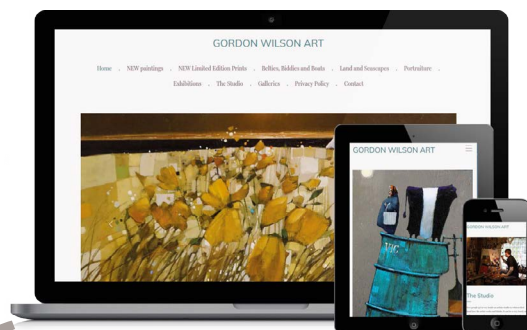 GORDON WILSON ART
Home . NEW paintings . NEW Limited Edition Prints . Belties, Biddies and Boats . Land and Seascapes . Portraiture .
Exhibitions . The Studio . Galleries . Privacy Policy . Contact
GORDON WILSON ART
GORDON WILSON ART
The Studio